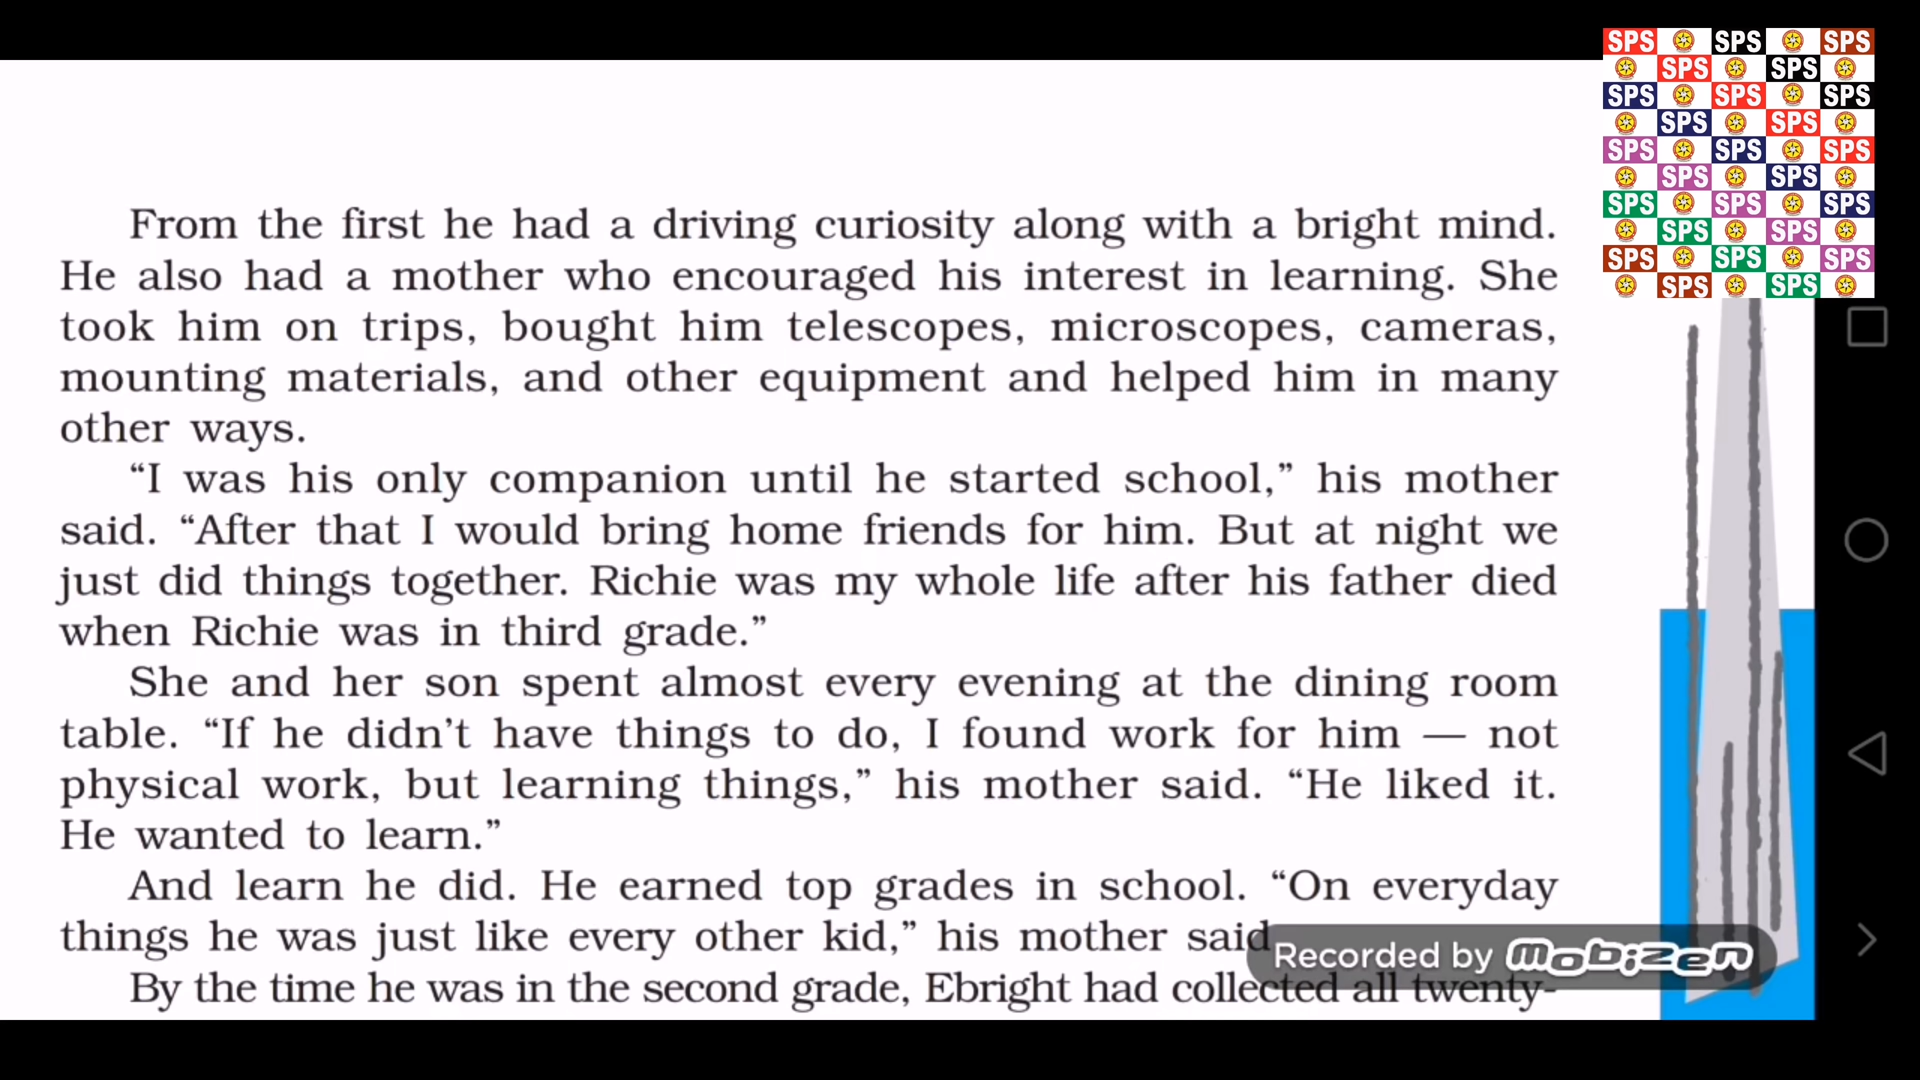 SPS SPS SPS
SPS SPS
SPS SPS SPS
SPS SPS
SPS SPS SPS
SPS SPS
SPS SPS SPS
SPS SPS
SPS SPS SPS
SPS SPS
From the first he had a driving curiosity along with a bright mind.
He also had a mother who encouraged his interest in learning. She
took him on trips, bought him telescopes, microscopes, cameras,
mounting materials, and other equipment and helped him in many
other ways.
“I was his only companion until he started school,” his mother
said. “After that I would bring home friends for him. But at night we
just did things together. Richie was my whole life after his father died
when Richie was in third grade.”
She and her son spent almost every evening at the dining room
table. “If he didn’t have things to do, I found work for him — not
physical work, but learning things,” his mother said. “He liked it.
He wanted to learn.”
And learn he did. He earned top grades in school. “On everyday
things he was just like every other kid,” his mother said
By the time he was in the second grade, Ebright had collected all twenty-
Recorded by mobizen